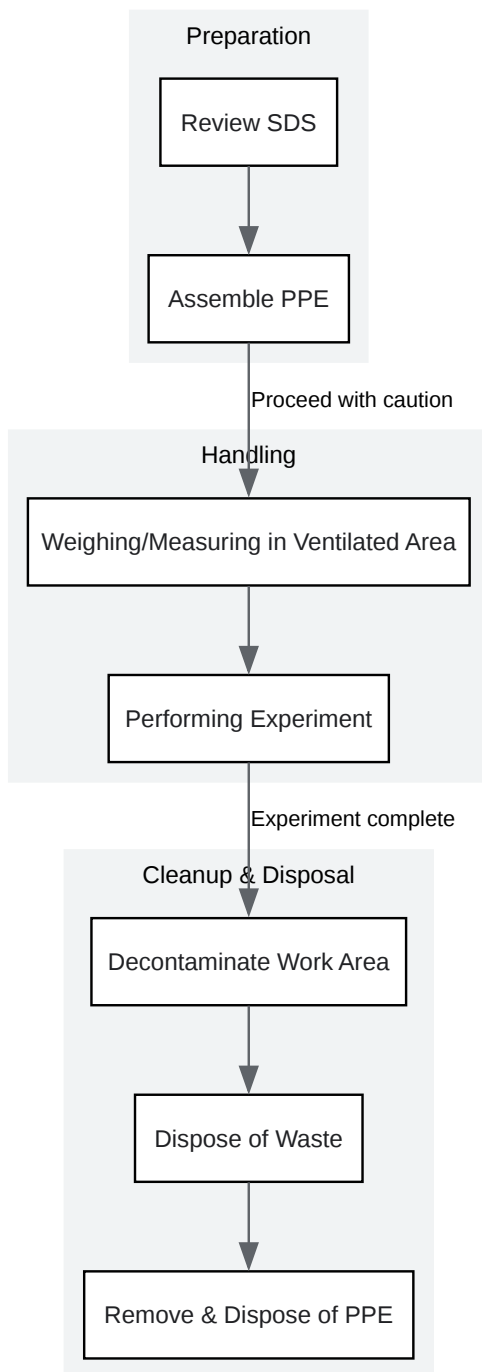 Preparation
Review SDS
Assemble PPE
Proceed with caution
Handling
Weighing/Measuring in Ventilated Area
Performing Experiment
Experiment complete
Cleanup & Disposal
Decontaminate Work Area
Dispose of Waste
Remove & Dispose of PPE